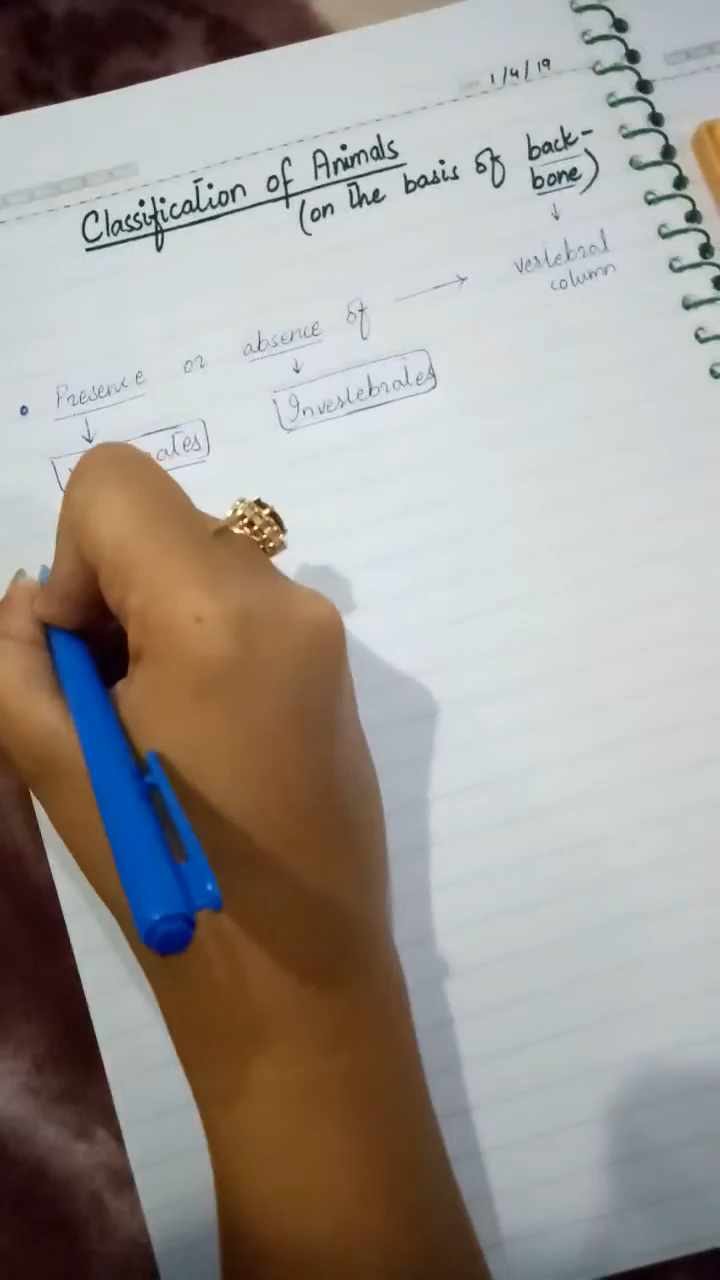 1/4/19
Classification of Animals
(on the basis of back-
bone)
↓
vertebral
column
• Presence or absence of →
↓ ↓
Invertebrates
ates